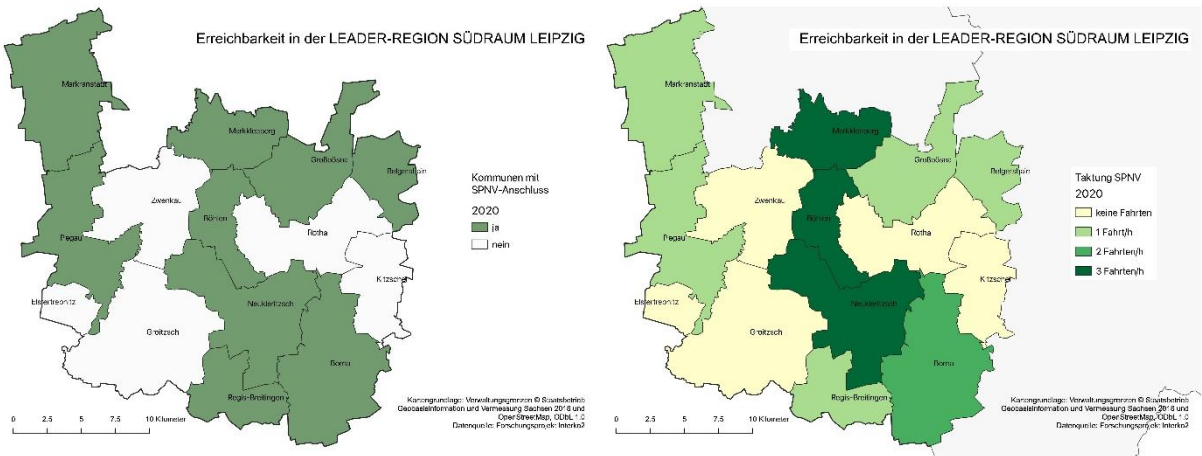 Erreichbarkeit in der LEADER-REGION SÜDRAUM LEIPZIG
Markranstädt
Markkleeberg
Großpösna
Belgershain
Zwenkau
Böhlen
Rötha
Pegau
Kitzscher
Elstertrebnitz
Neukieritzsch
Groitzsch
Borna
Regis-Breitingen
Kommunen mit
SPNV-Anschluss
2020
ja
nein
0 2.5 5 7.5 10 Kilometer
Kartengrundlage: Verwaltungsgrenzen © Staatsbetrieb
Geobasisinformation und Vermessung Sachsen 2018 und
OpenStreetMap, ODbL 1.0
Datenquelle: Forschungsprojekt Interko2
Erreichbarkeit in der LEADER-REGION SÜDRAUM LEIPZIG
Markranstädt
Markkleeberg
Großpösna
Belgershain
Zwenkau
Böhlen
Rötha
Pegau
Kitzscher
Elstertrebnitz
Neukieritzsch
Groitzsch
Borna
Regis-Breitingen
Taktung SPNV
2020
keine Fahrten
1 Fahrt/h
2 Fahrten/h
3 Fahrten/h
0 2.5 5 7.5 10 Kilometer
Kartengrundlage: Verwaltungsgrenzen © Staatsbetrieb
Geobasisinformation und Vermessung Sachsen 2018 und
OpenStreetMap, ODbL 1.0
Datenquelle: Forschungsprojekt Interko2